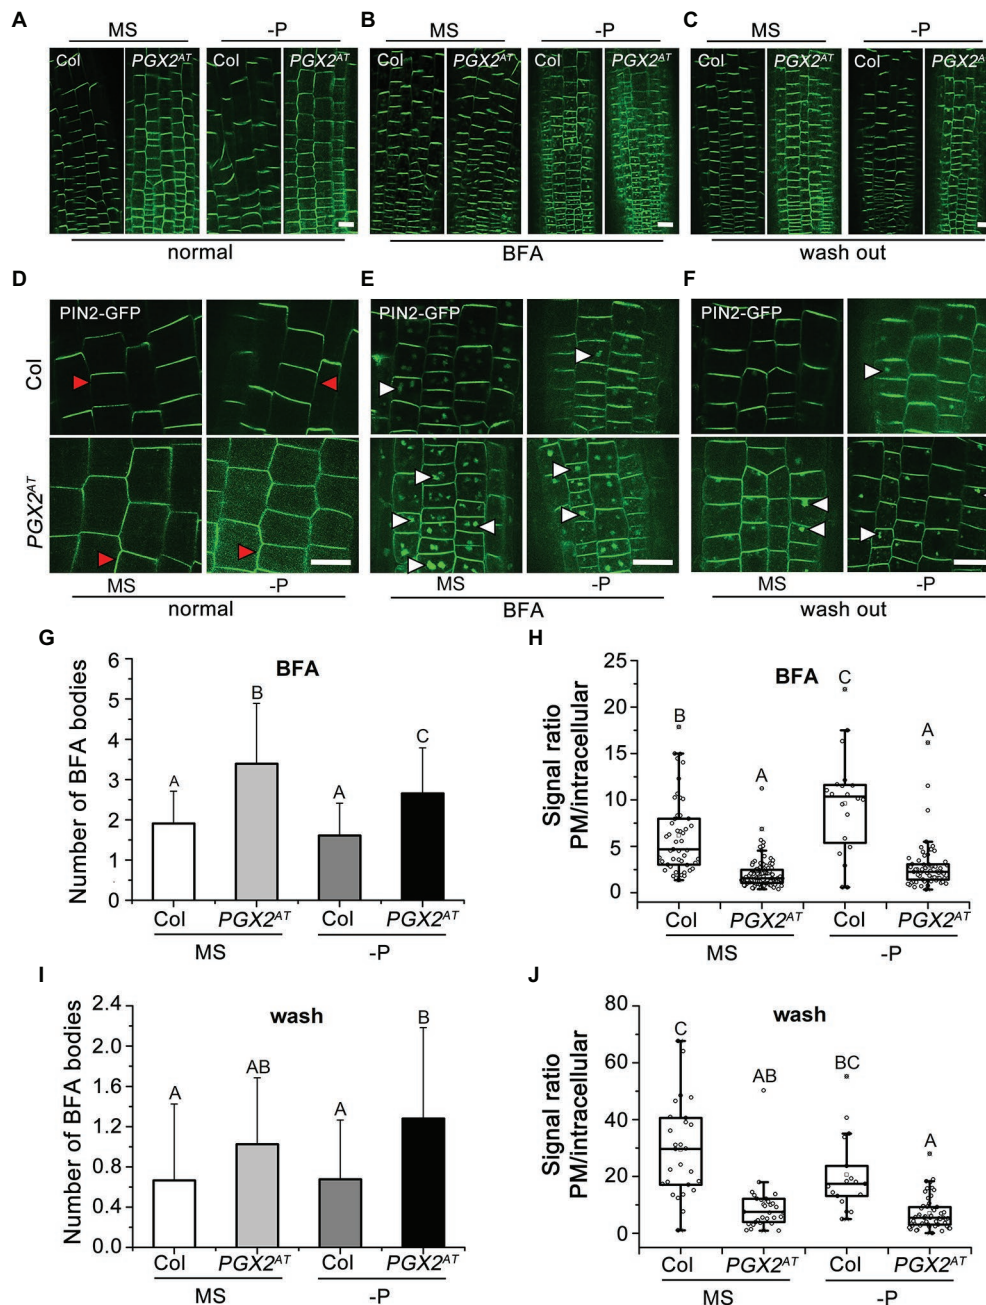 A
MS
-P
Col
PGX2AT
Col
PGX2AT
normal
B
MS
-P
Col
PGX2AT
Col
PGX2AT
BFA
C
MS
-P
Col
PGX2AT
Col
PGX2A
wash out
D
E
F
PIN2-GFP
PIN2-GFP
PIN2-GFP
Col
PGX2AT
MS
-P
normal
MS
-P
BFA
MS
-P
wash out
G
BFA
Number of BFA bodies
6
5
4
3
2
1
0
A
B
A
C
Col
PGX2AT
Col
PGX2AT
MS
-P
H
BFA
Signal ratio
PM/intracellular
25
20
15
10
5
0
B
A
C
A
Col
PGX2AT
Col
PGX2AT
MS
-P
I
wash
Number of BFA bodies
2.4
2.0
1.6
1.2
0.8
0.4
0.0
A
AB
A
B
Col
PGX2AT
Col
PGX2AT
MS
-P
J
wash
Signal ratio
PM/intracellular
80
60
40
20
0
C
AB
BC
A
Col
PGX2AT
Col
PGX2AT
MS
-P